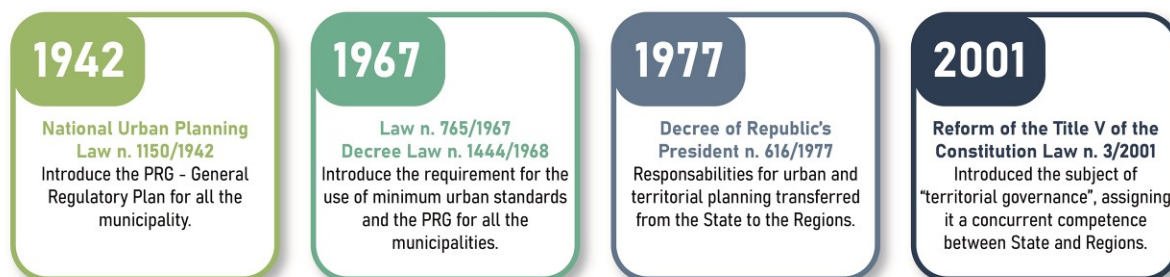 1942
National Urban Planning
Law n. 1150/1942
Introduce the PRG - General
Regulatory Plan for all the
municipality.
1967
Law n. 765/1967
Decree Law n. 1444/1968
Introduce the requirement for the
use of minimum urban standards
and the PRG for all the
municipalities.
1977
Decree of Republic's
President n. 616/1977
Responsabilities for urban and
territorial planning transferred
from the State to the Regions.
2001
Reform of the Title V of the
Constitution Law n. 3/2001
Introduced the subject of
"territorial governance", assigning
it a concurrent competence
between State and Regions.